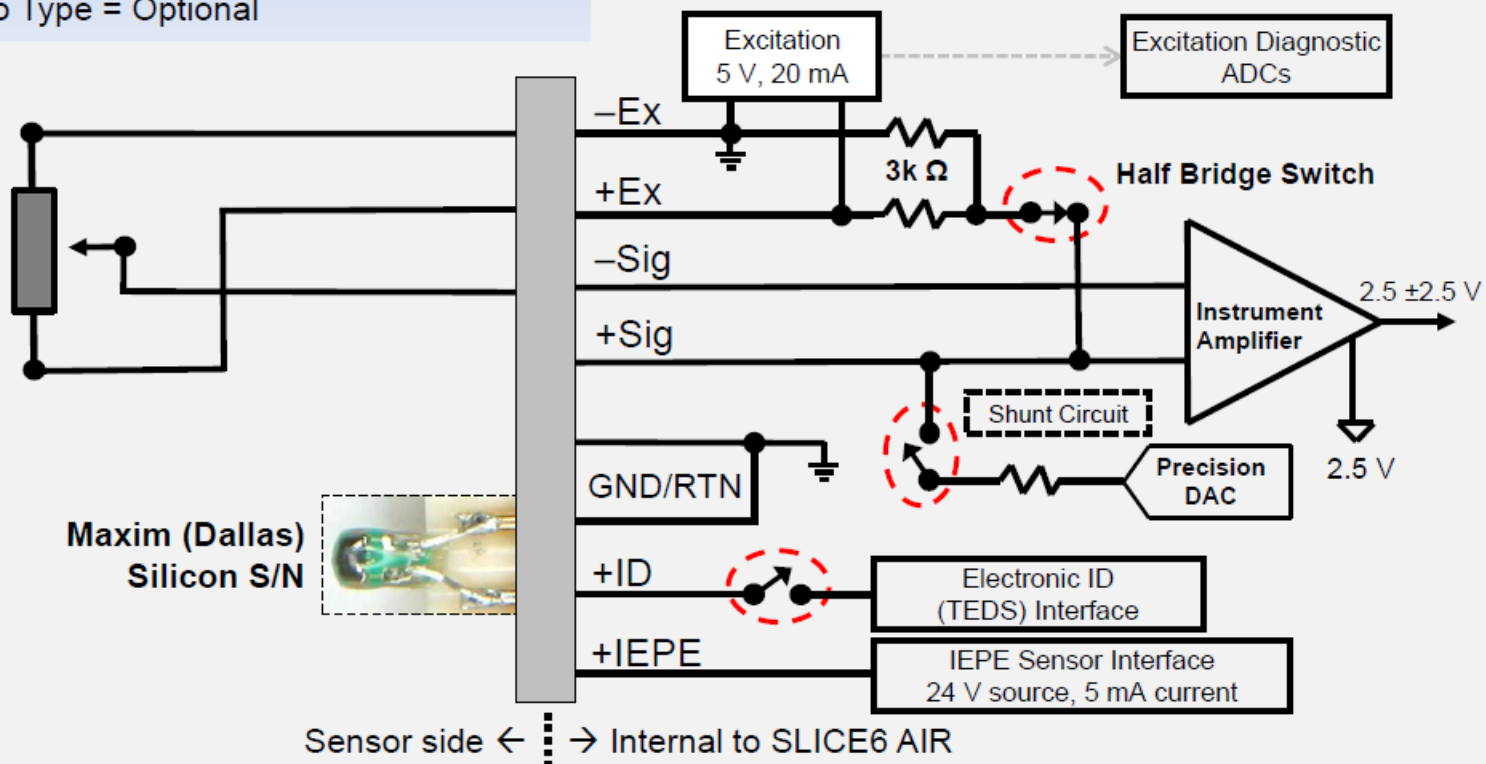 o Type = Optional
Excitation
5 V, 20 mA
Excitation Diagnostic
ADCs
–Ex
3k Ω
Half Bridge Switch
+Ex
–Sig
2.5 ±2.5 V
Instrument
Amplifier
+Sig
Shunt Circuit
2.5 V
Precision
DAC
GND/RTN
Maxim (Dallas)
Silicon S/N
+ID
Electronic ID
(TEDS) Interface
+IEPE
IEPE Sensor Interface
24 V source, 5 mA current
Sensor side ← → Internal to SLICE6 AIR